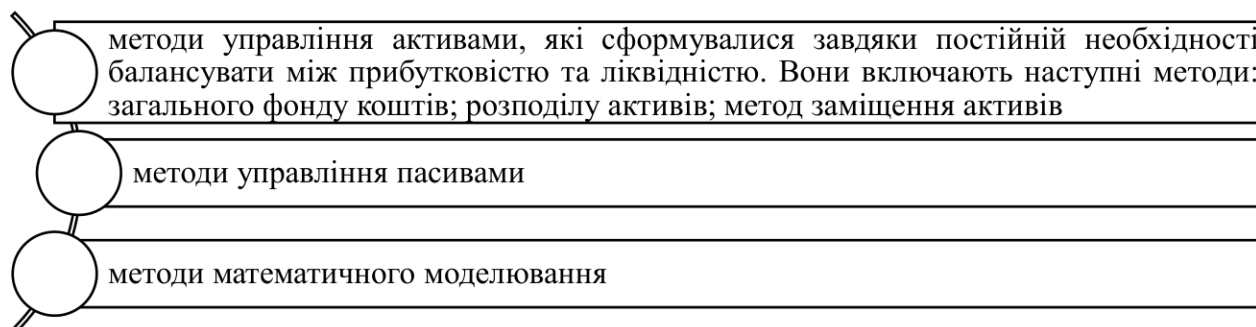 методи управління активами, які сформувалися завдяки постійній необхідності
балансувати між прибутковістю та ліквідністю. Вони включають наступні методи:
загального фонду коштів; розподілу активів; метод заміщення активів
методи управління пасивами
методи математичного моделювання